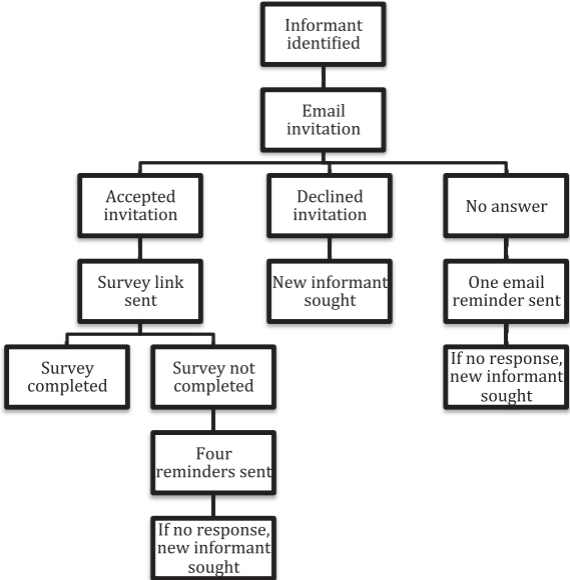 Informant
identified
Email
invitation
Accepted
invitation
Declined
invitation
No answer
Survey link
sent
New informant
sought
One email
reminder sent
Survey
completed
Survey not
completed
If no response,
new informant
sought
Four
reminders sent
If no response,
new informant
sought